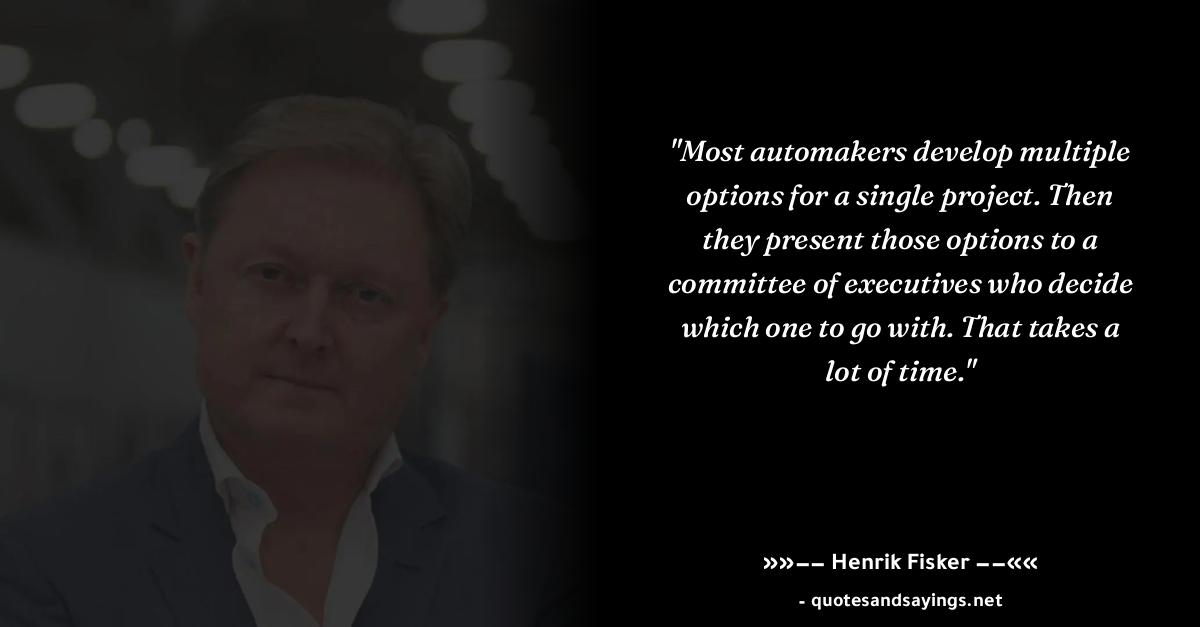 "Most automakers develop multiple
options for a single project. Then
they present those options to a
committee of executives who decide
which one to go with. That takes a
lot of time."
»»−− Henrik Fisker −−««
- quotesandsayings.net